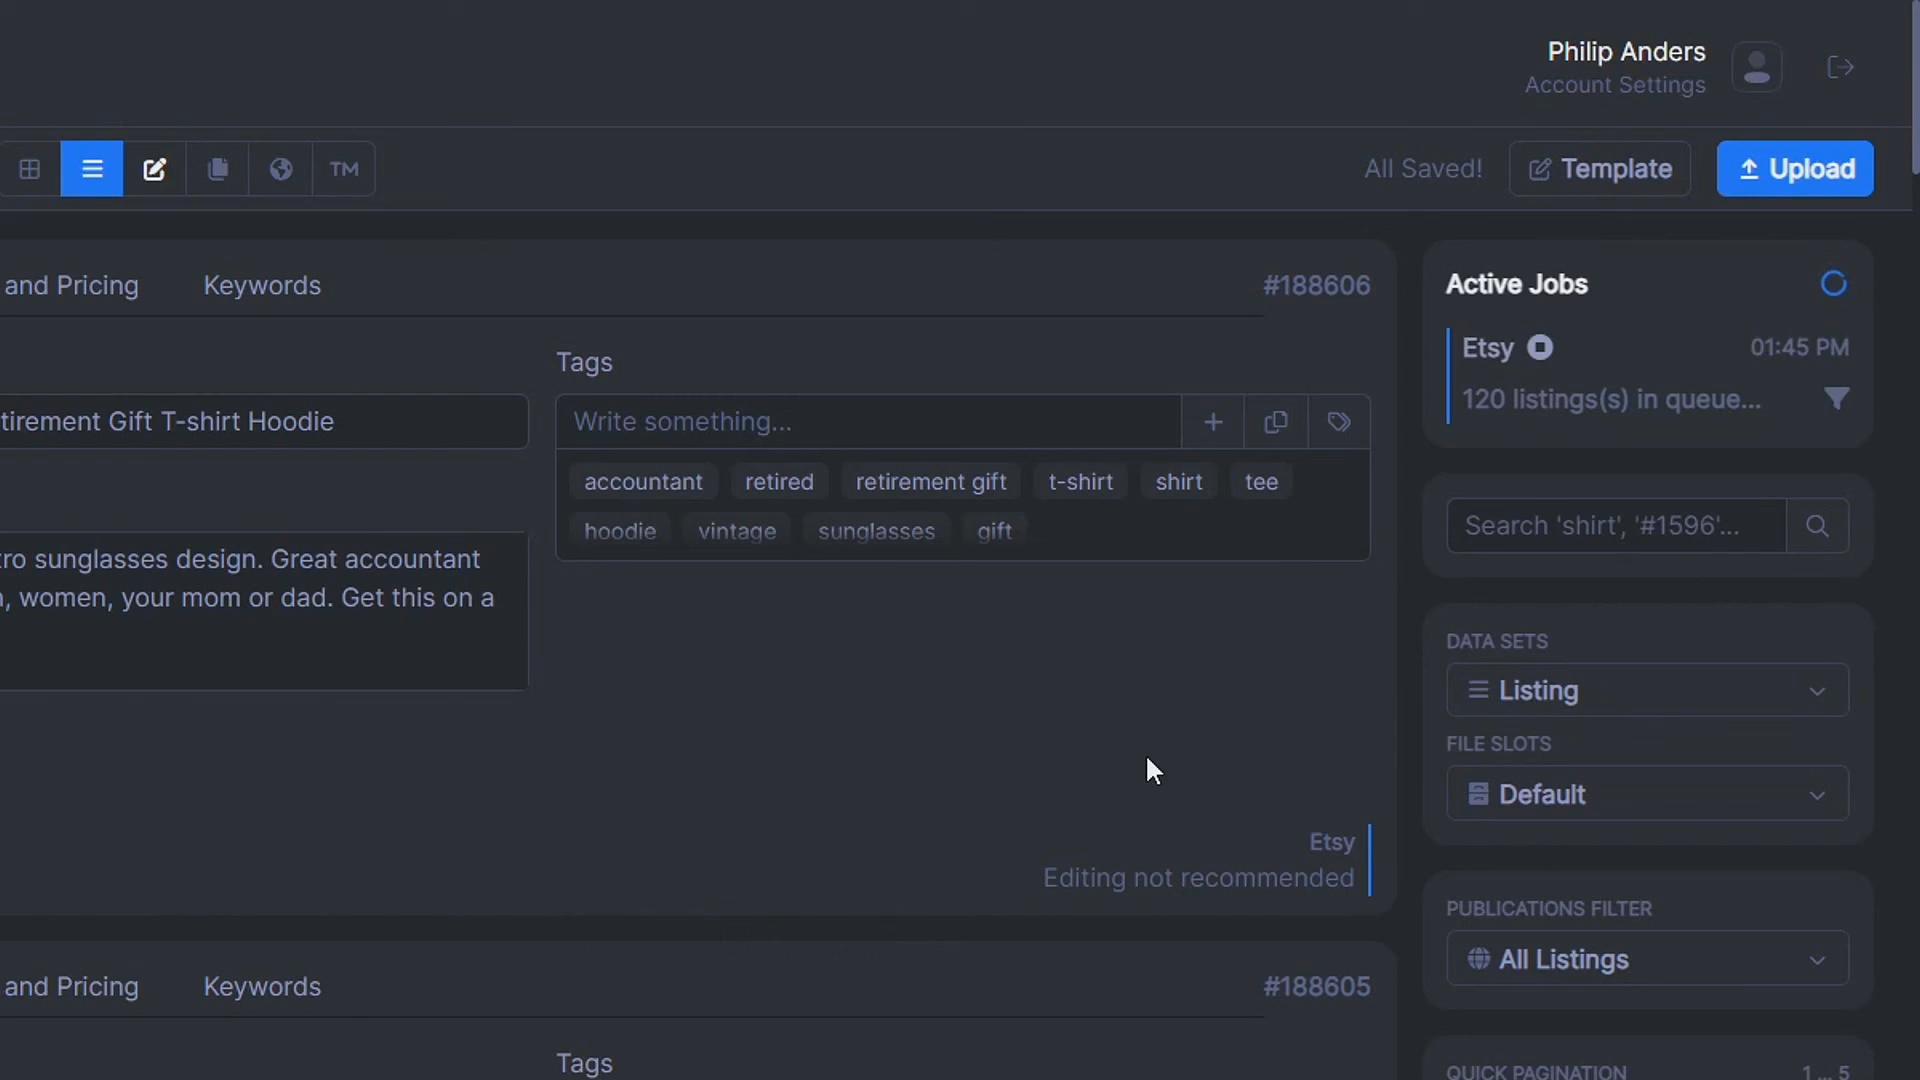 Philip Anders
Account Settings
TM
All Saved!
Template
Upload
and Pricing
Keywords
#188606
Tags
tirement Gift T-shirt Hoodie
Write something...
accountant retired retirement gift t-shirt shirt tee
hoodie vintage sunglasses gift
ro sunglasses design. Great accountant
, women, your mom or dad. Get this on a
Etsy
Editing not recommended
and Pricing
Keywords
#188605
Tags
Active Jobs
Etsy
01:45 PM
120 listings(s) in queue...
Search 'shirt', '#1596'...
DATA SETS
Listing
FILE SLOTS
Default
PUBLICATIONS FILTER
All Listings
QUICK PAGINATION
1 ... 5